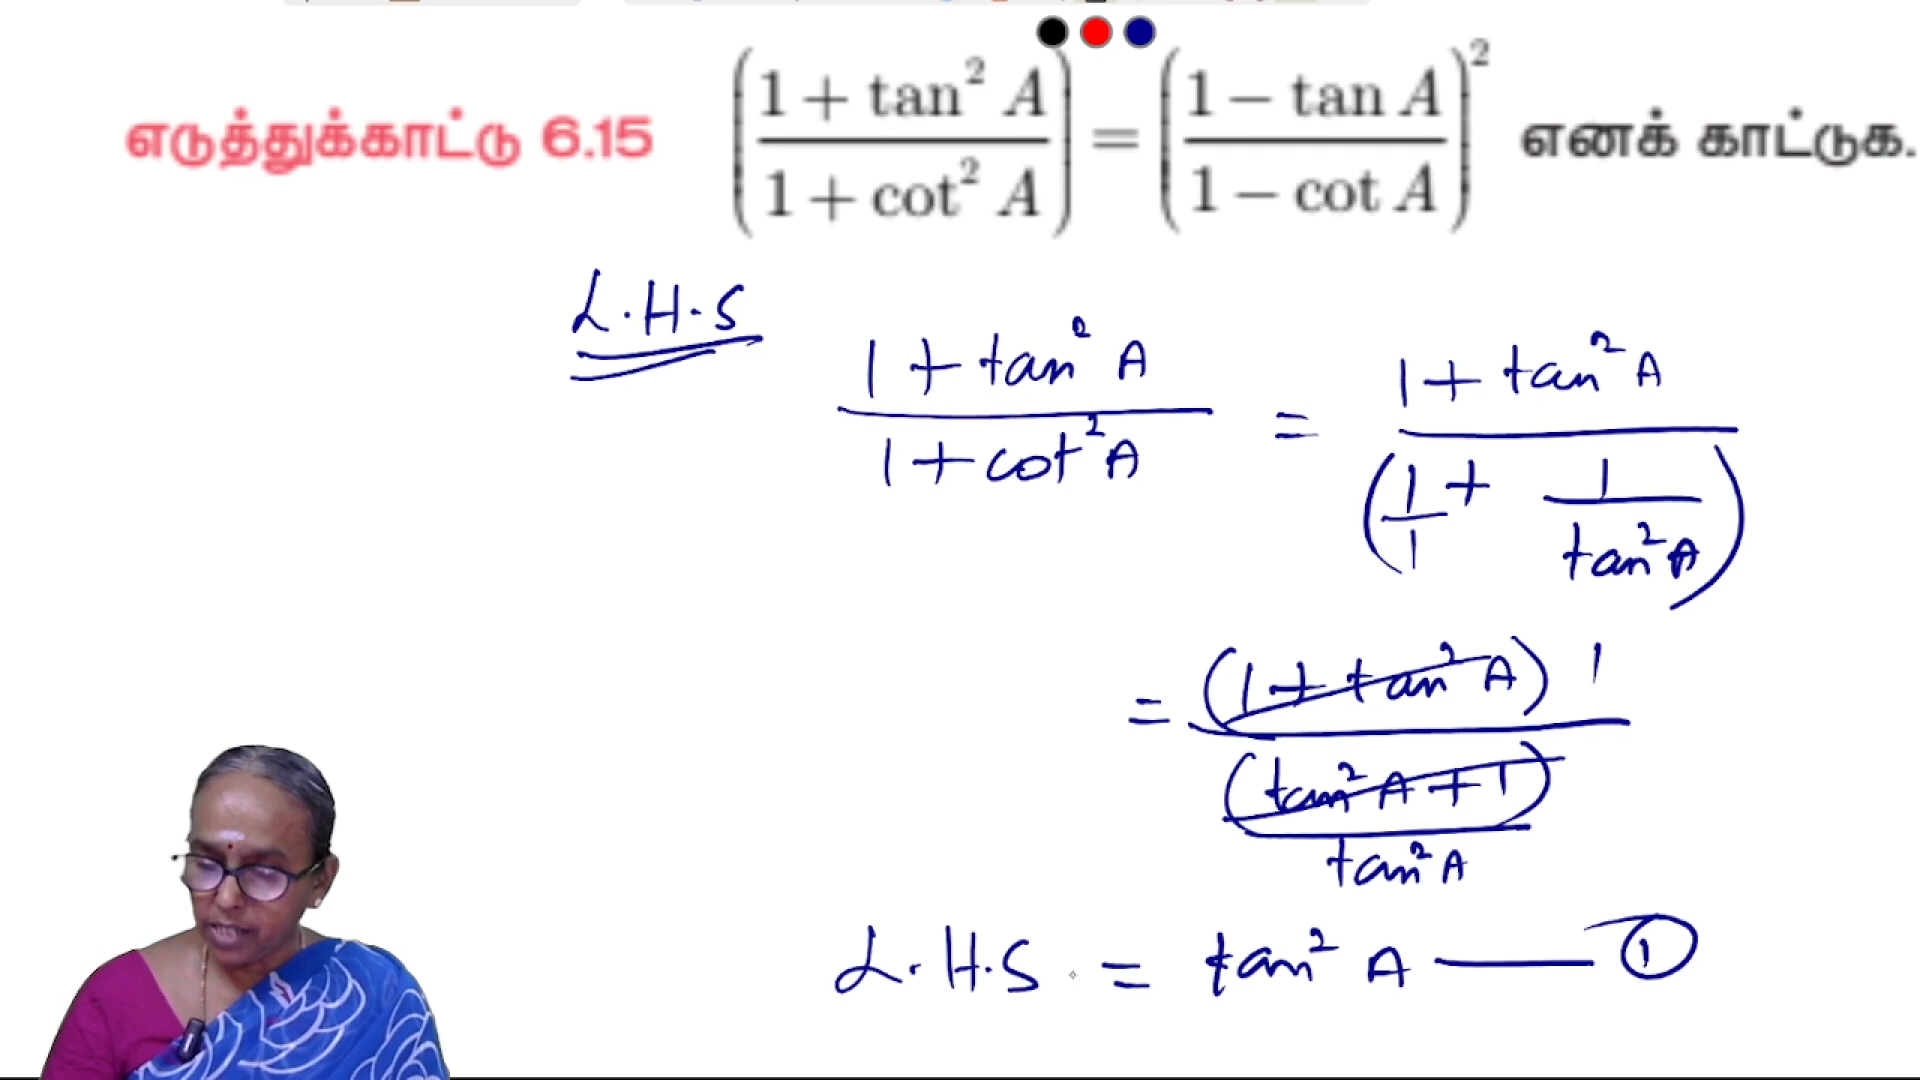 எடுத்துக்காட்டு 6.15 (1 + tan² A / 1 + cot² A) = (1 − tan A / 1 − cot A)² எனக் காட்டுக.
L.H.S
1 + tan² A / 1 + cot² A = 1 + tan² A / (1/1 + 1/tan² A)
= (1 + tan² A) 1 / (tan² A + 1) / tan² A
L.H.S. = tan² A —— ①